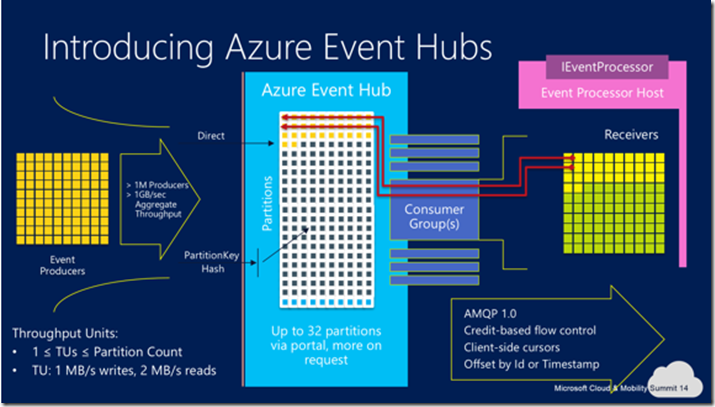 Introducing Azure Event Hubs
IEventProcessor
Event Processor Host
Azure Event Hub
Direct
Receivers
> 1M Producers
> 1GB/sec
Aggregate
Throughput
Partitions
Consumer
Group(s)
PartitionKey
Hash
Event
Producers
Throughput Units:
• 1 ≤ TUs ≤ Partition Count
• TU: 1 MB/s writes, 2 MB/s reads
Up to 32 partitions
via portal, more on
request
AMQP 1.0
Credit-based flow control
Client-side cursors
Offset by Id or Timestamp
Microsoft Cloud & Mobility Summit 14